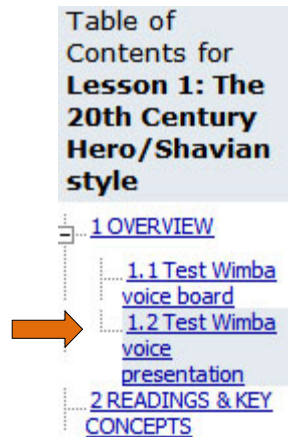 Table of
Contents for
Lesson 1: The
20th Century
Hero/Shavian
style
1 OVERVIEW
1.1 Test Wimba
voice board
1.2 Test Wimba
voice
presentation
2 READINGS & KEY
CONCEPTS